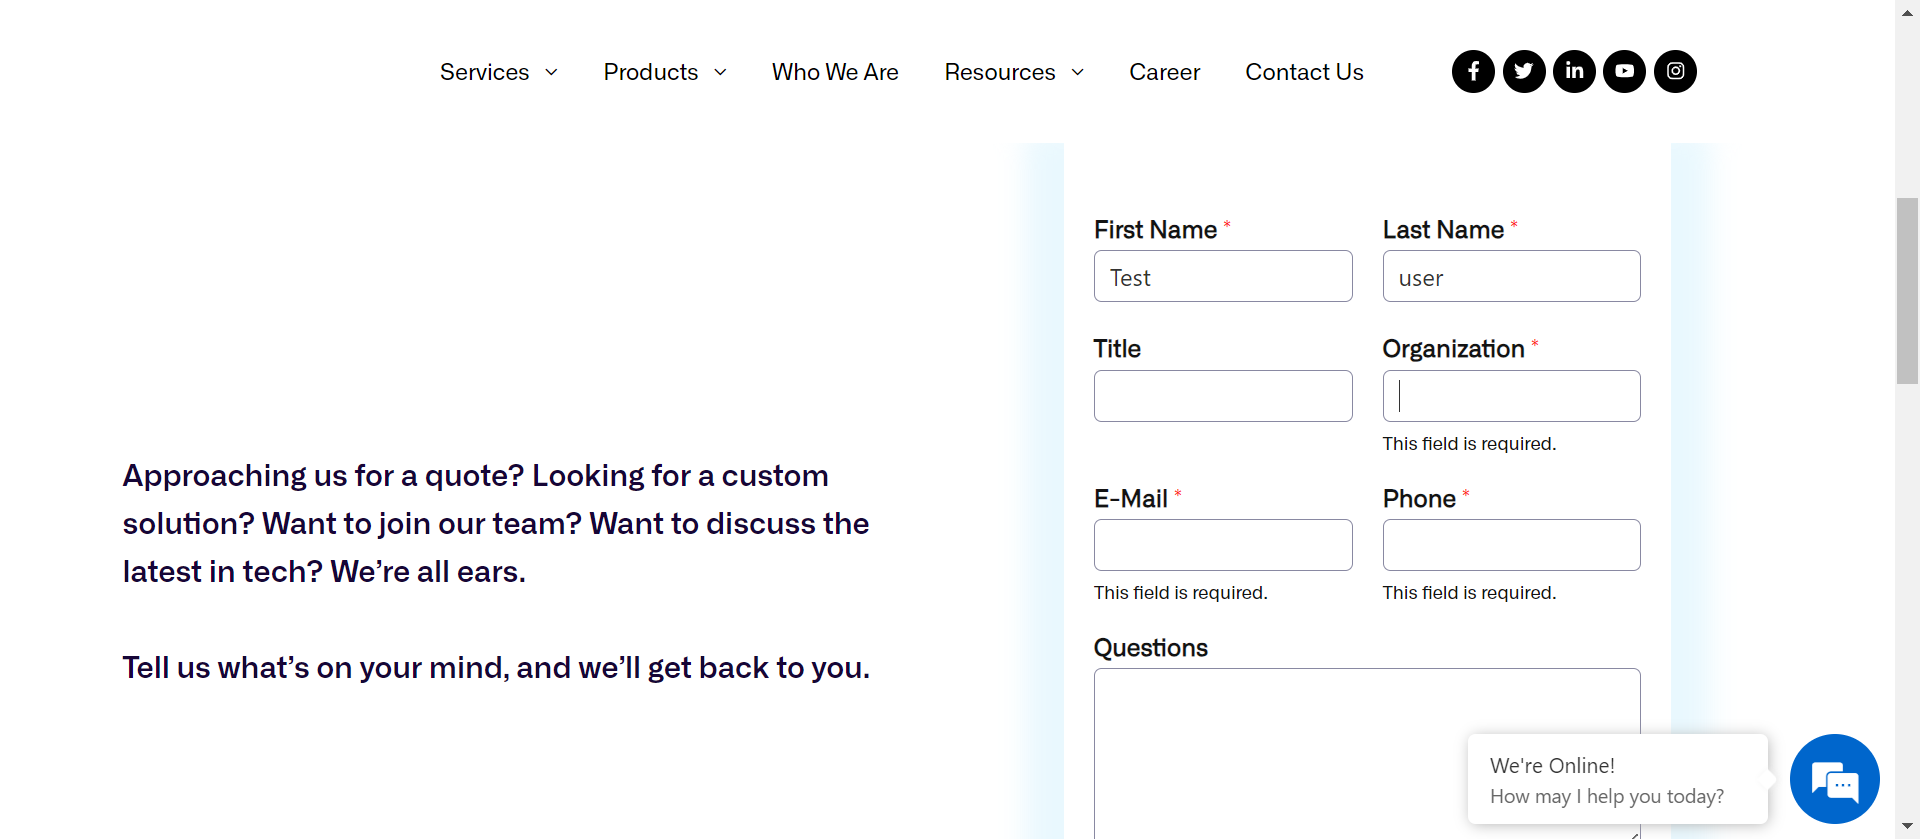 Services Products Who We Are Resources Career Contact Us
Approaching us for a quote? Looking for a custom
solution? Want to join our team? Want to discuss the
latest in tech? We’re all ears.
Tell us what’s on your mind, and we’ll get back to you.
First Name * Last Name *
Test user
Title Organization *
This field is required.
E-Mail * Phone *
This field is required. This field is required.
Questions
We're Online!
How may I help you today?